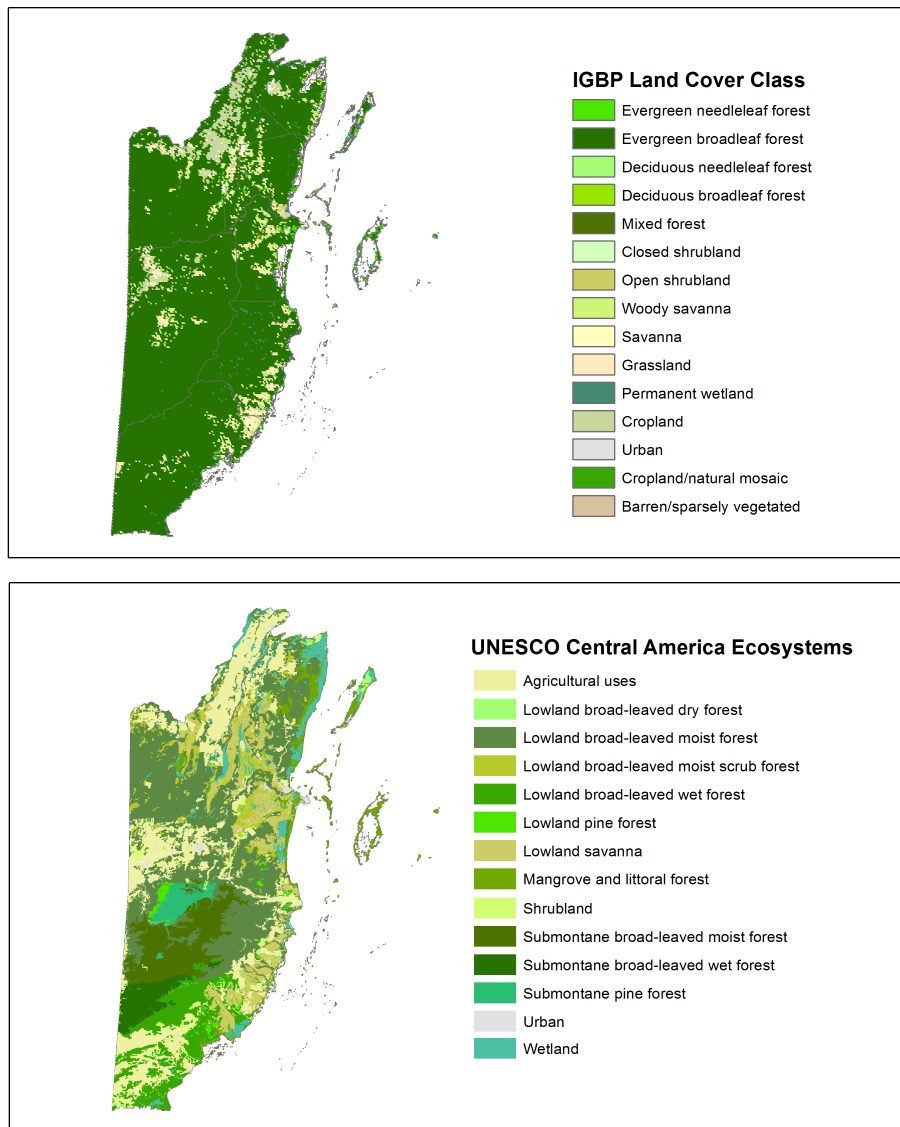 IGBP Land Cover Class
Evergreen needleleaf forest
Evergreen broadleaf forest
Deciduous needleleaf forest
Deciduous broadleaf forest
Mixed forest
Closed shrubland
Open shrubland
Woody savanna
Savanna
Grassland
Permanent wetland
Cropland
Urban
Cropland/natural mosaic
Barren/sparsely vegetated
UNESCO Central America Ecosystems
Agricultural uses
Lowland broad-leaved dry forest
Lowland broad-leaved moist forest
Lowland broad-leaved moist scrub forest
Lowland broad-leaved wet forest
Lowland pine forest
Lowland savanna
Mangrove and littoral forest
Shrubland
Submontane broad-leaved moist forest
Submontane broad-leaved wet forest
Submontane pine forest
Urban
Wetland